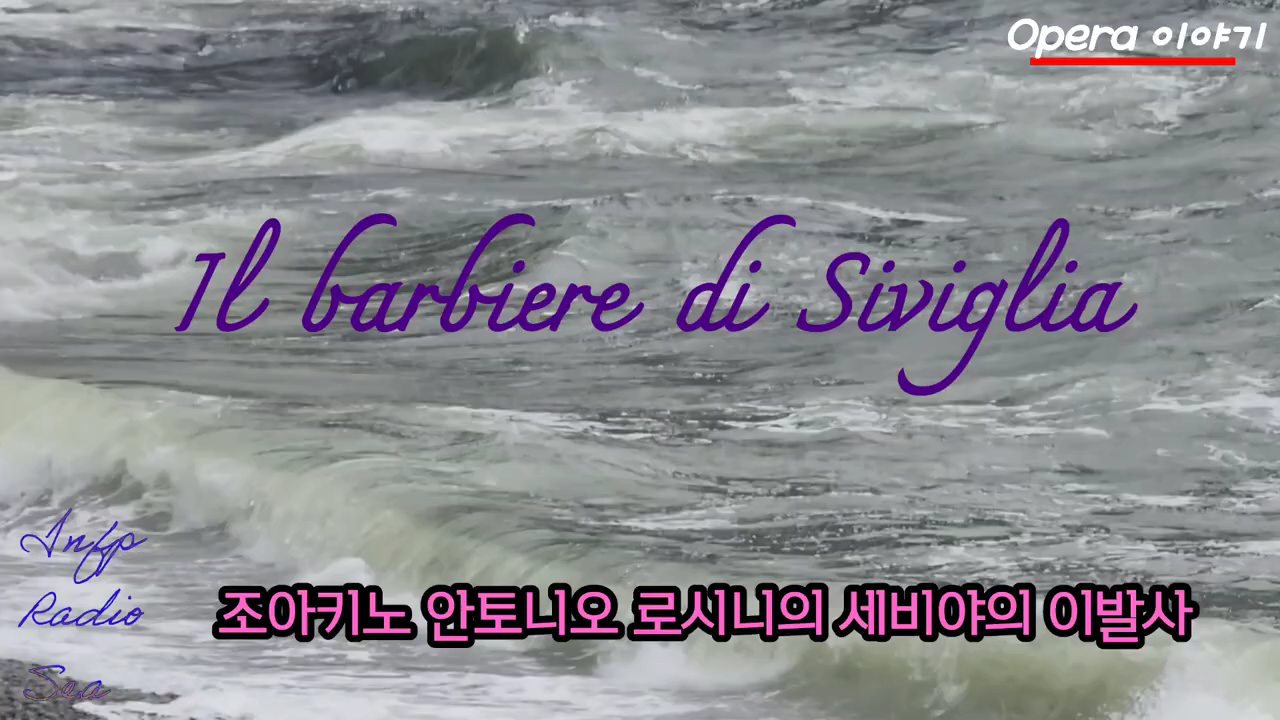 Opera 이야기
Il barbiere di Siviglia
Infp
Radio
Sea
조아키노 안토니오 로시니의 세비야의 이발사